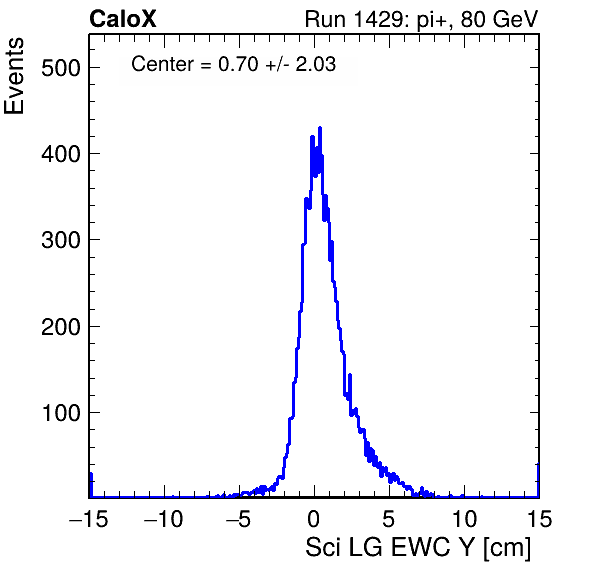 CaloX Run 1429: pi+, 80 GeV
Center = 0.70 +/- 2.03
Events
500
400
300
200
100
−15 −10 −5 0 5 10 15
Sci LG EWC Y [cm]